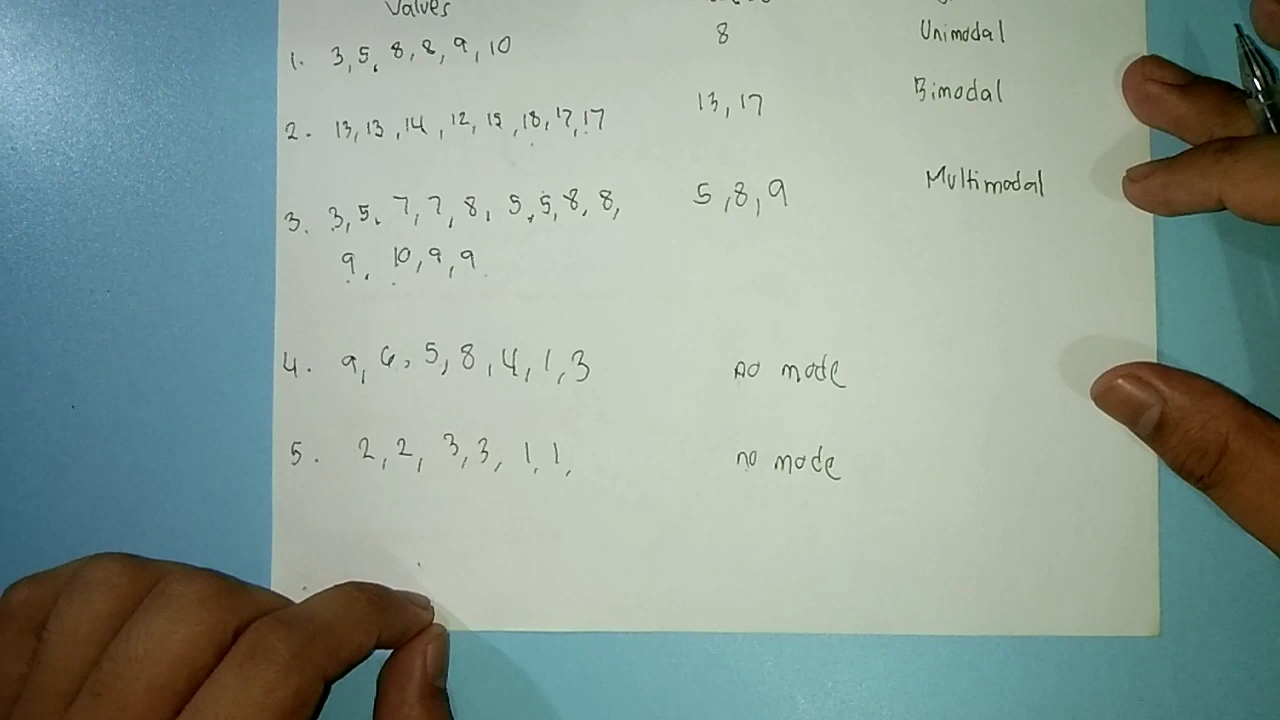 Values
1. 3, 5, 8, 8, 9, 10 8 Unimodal
2. 13, 13, 14, 12, 15, 18, 17, 17 13, 17 Bimodal
3. 3, 5, 7, 7, 8, 5, 5, 8, 8, 5, 8, 9 Multimodal
9, 10, 9, 9
4. 9, 6, 5, 8, 4, 1, 3 no mode
5. 2, 2, 3, 3, 1, 1, no mode